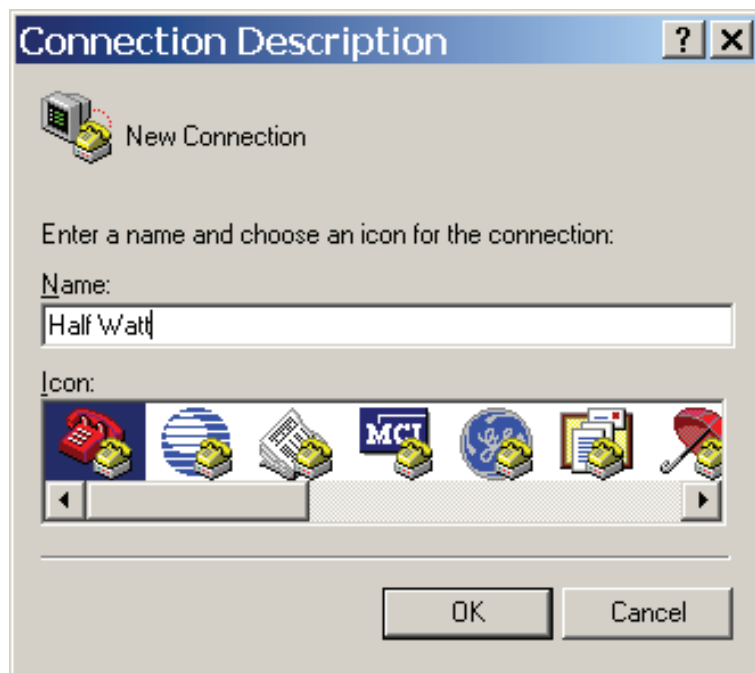 Connection Description
New Connection
Enter a name and choose an icon for the connection:
Name:
Half Watt
Icon:
MCI
OK Cancel